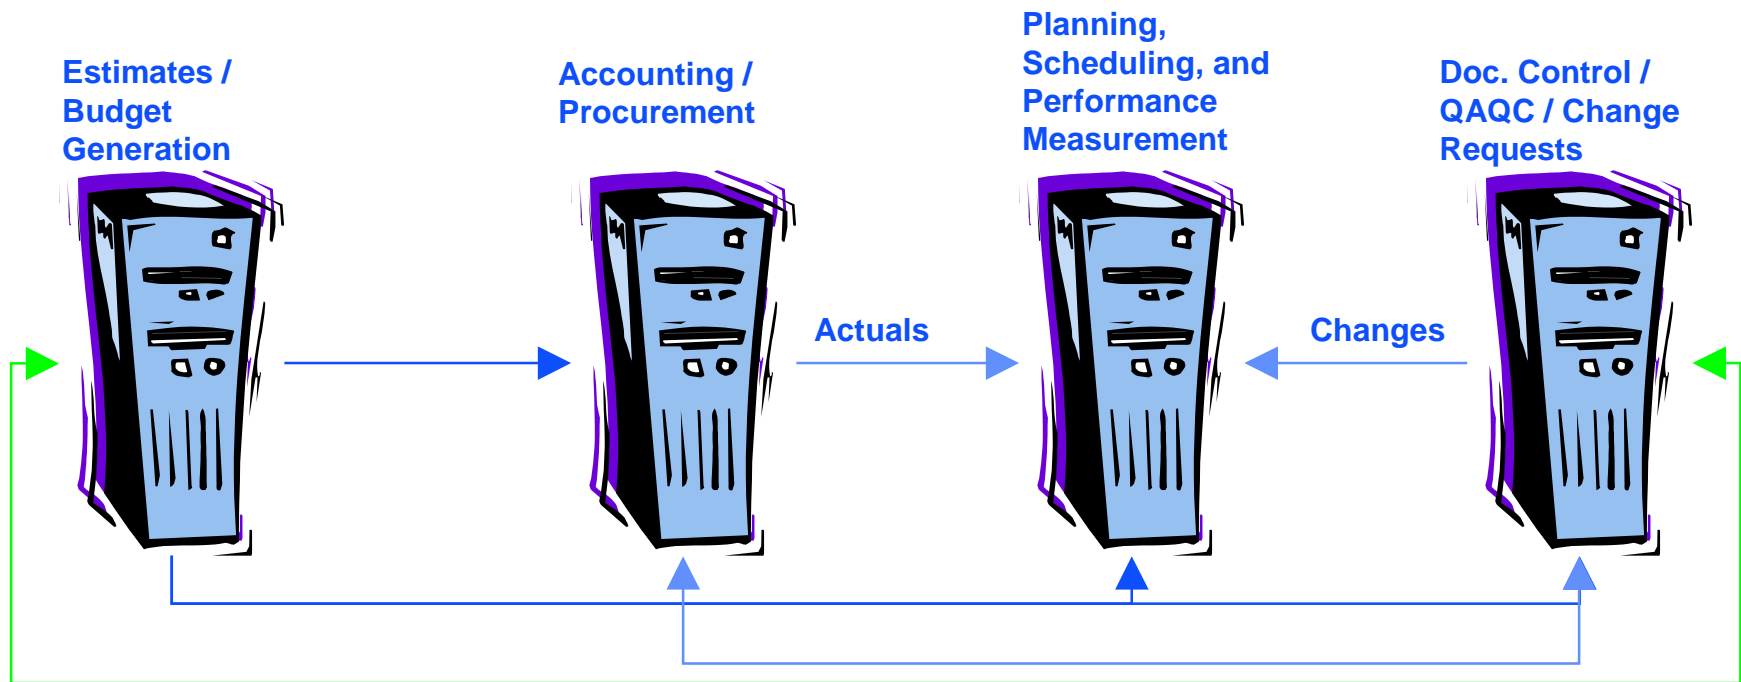 Estimates /
Budget
Generation
Accounting /
Procurement
Planning,
Scheduling, and
Performance
Measurement
Doc. Control /
QAQC / Change
Requests
Actuals
Changes